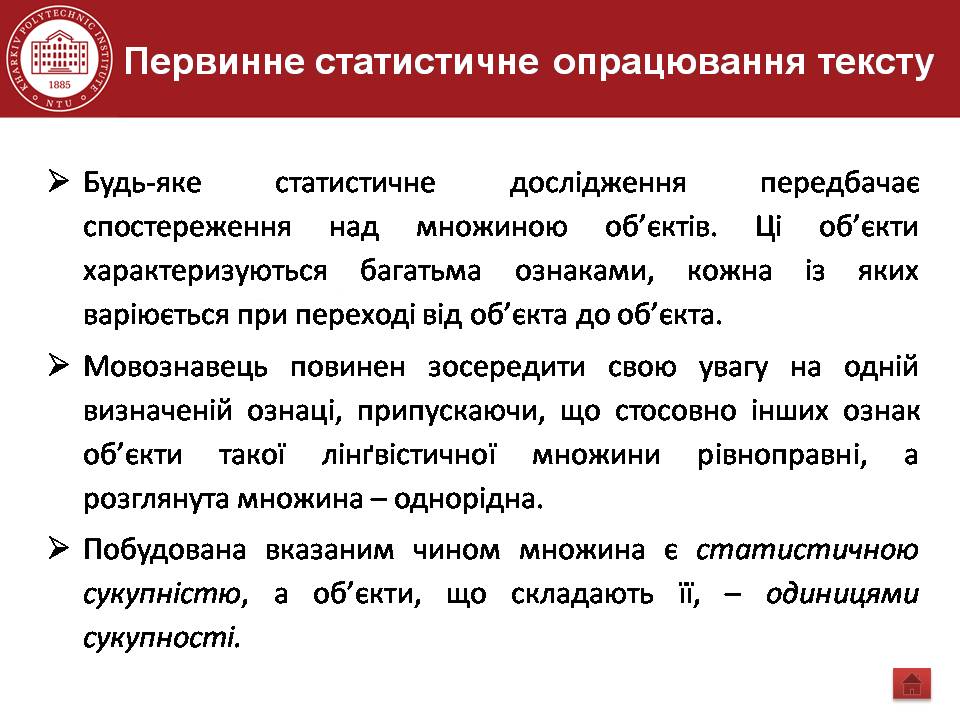 KHARKIV POLYTECHNIC INSTITUTE
1885
NTU
Первинне статистичне опрацювання тексту
Будь-яке статистичне дослідження передбачає
спостереження над множиною об’єктів. Ці об’єкти
характеризуються багатьма ознаками, кожна із яких
варіюється при переході від об’єкта до об’єкта.
Мовознавець повинен зосередити свою увагу на одній
визначеній ознаці, припускаючи, що стосовно інших ознак
об’єкти такої лінґвістичної множини рівноправні, а
розглянута множина – однорідна.
Побудована вказаним чином множина є статистичною
сукупністю, а об’єкти, що складають її, – одиницями
сукупності.